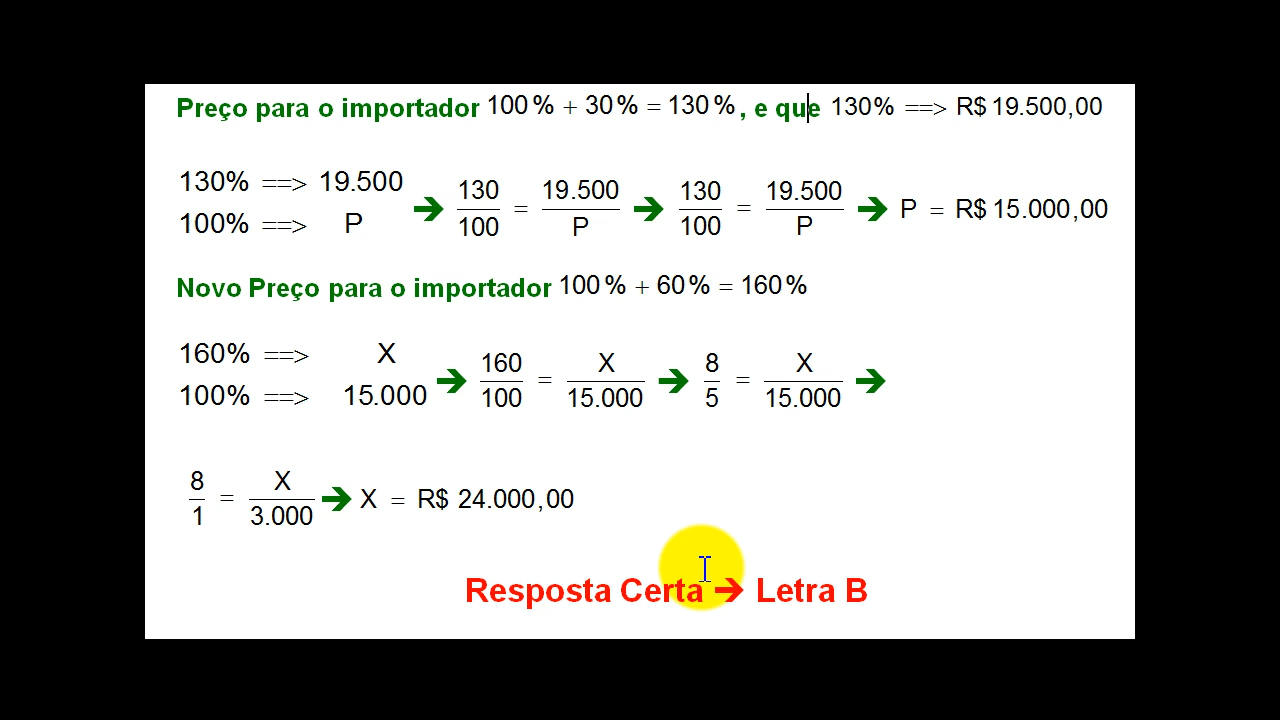 Preço para o importador 100% + 30% = 130%, e que 130% ==> R$ 19.500,00
130% ==> 19.500
100% ==> P
➔ 130/100 = 19.500/P ➔ 130/100 = 19.500/P ➔ P = R$ 15.000,00
Novo Preço para o importador 100% + 60% = 160%
160% ==> X
100% ==> 15.000
➔ 160/100 = X/15.000 ➔ 8/5 = X/15.000 ➔
8/1 = X/3.000 ➔ X = R$ 24.000,00
Resposta Certa ➔ Letra B